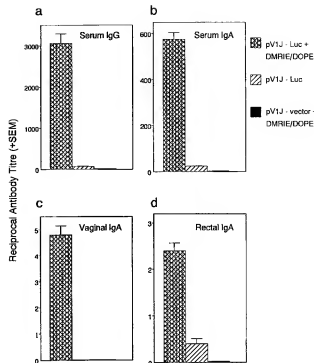 a
Serum IgG
3000
2000
1000
0
b
Serum IgA
600
400
200
0
pV1J - Luc +
DMRIE/DOPE
pV1J - Luc
pV1J - vector +
DMRIE/DOPE
Reciprocal Antibody Titre (+SEM)
c
Vaginal IgA
5
4
3
2
1
0
d
Rectal IgA
3
2
1
0